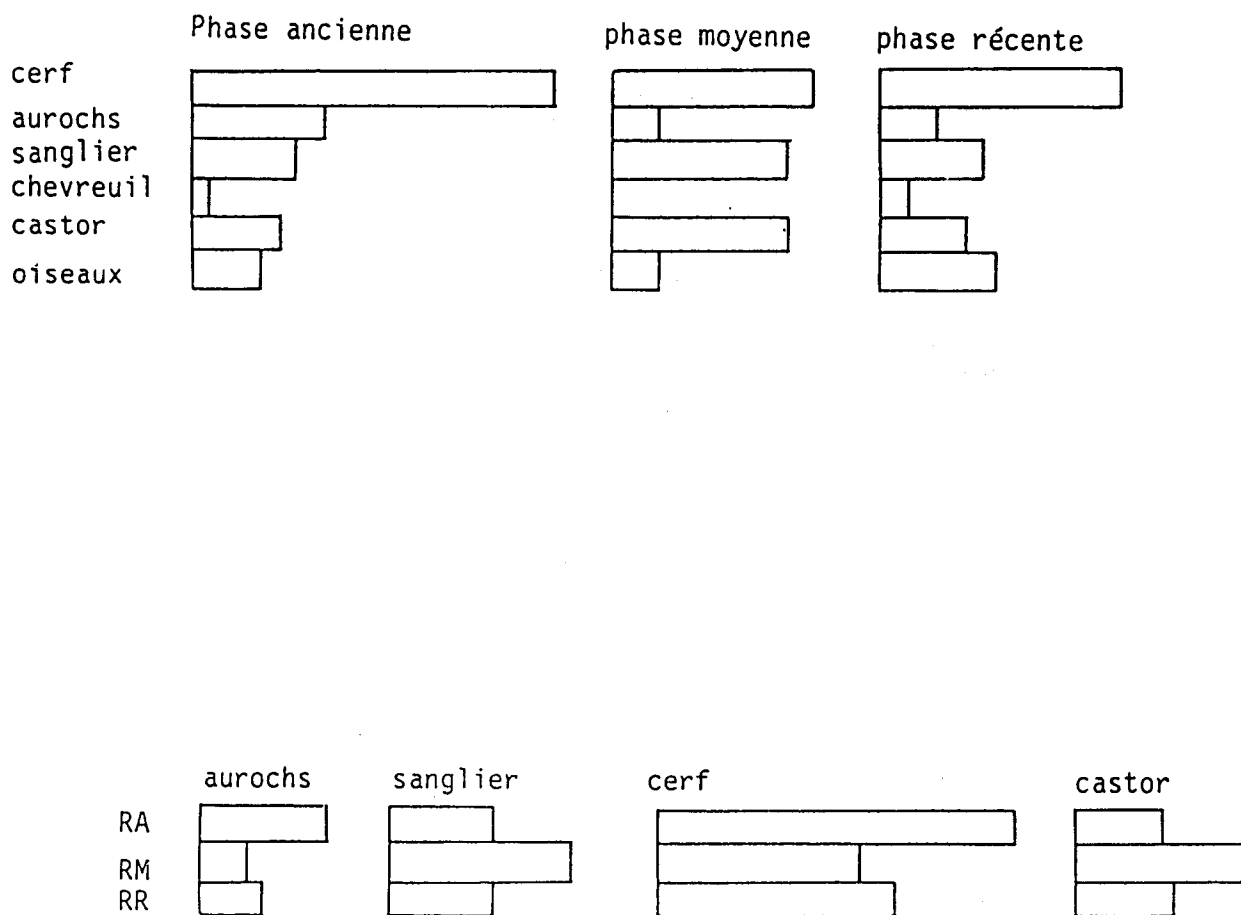 Phase ancienne phase moyenne phase récente
cerf
aurochs
sanglier
chevreuil
castor
oiseaux
aurochs sanglier cerf castor
RA
RM
RR